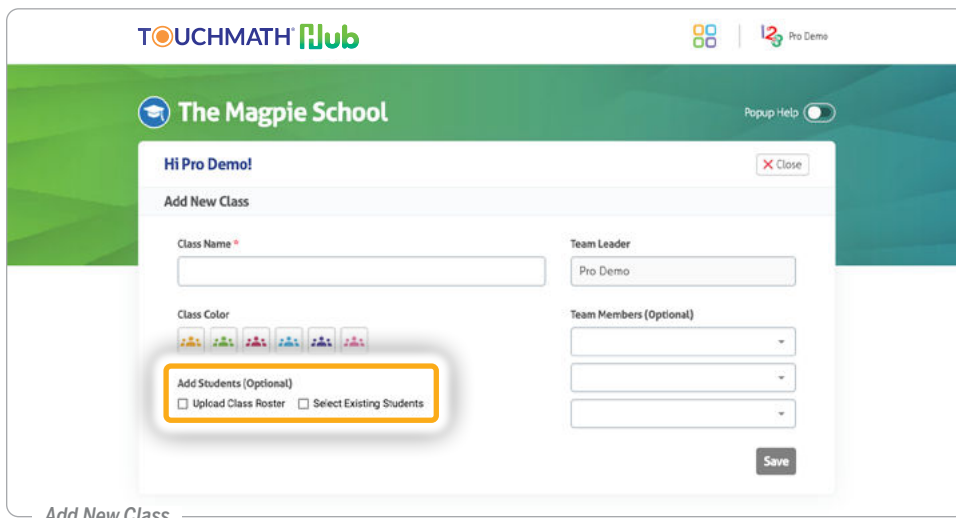 TOUCHMATH Hub
123 Pro Demo
The Magpie School
Popup Help
Hi Pro Demo!
Close
Add New Class
Class Name *
Team Leader
Pro Demo
Class Color
Team Members (Optional)
Add Students (Optional)
Upload Class Roster Select Existing Students
Save
Add New Class